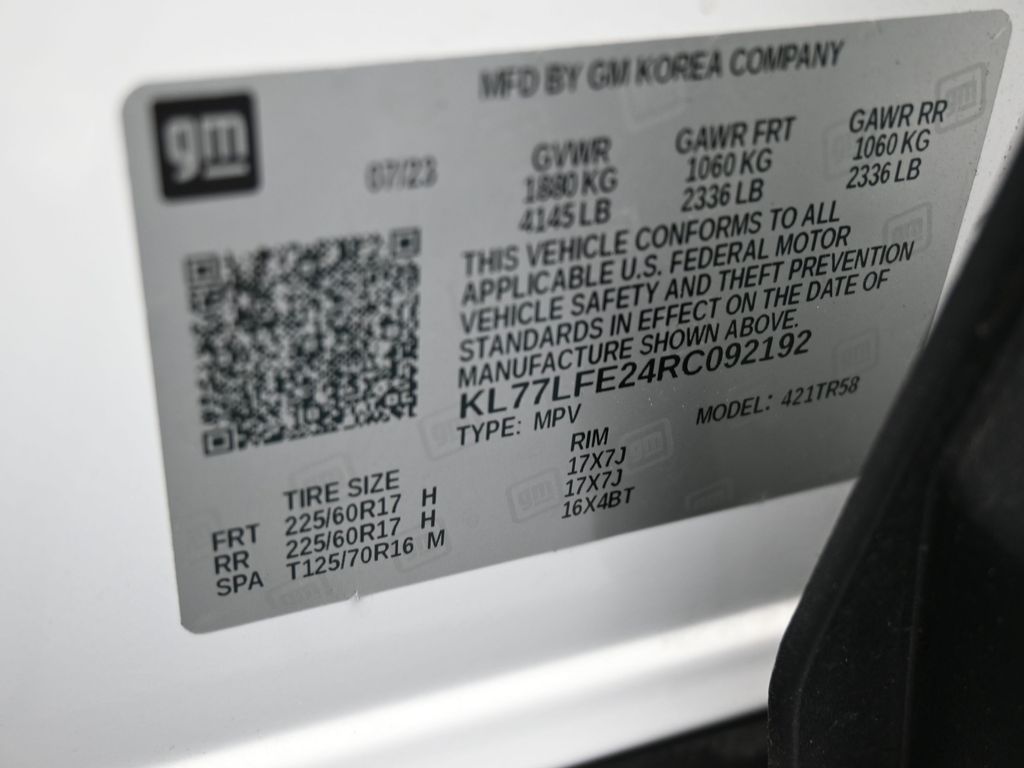 MFD BY GM KOREA COMPANY
gm
07/23
GVWR
1880 KG
4145 LB
GAWR FRT
1060 KG
2336 LB
GAWR RR
1060 KG
2336 LB
THIS VEHICLE CONFORMS TO ALL
APPLICABLE U.S. FEDERAL MOTOR
VEHICLE SAFETY AND THEFT PREVENTION
STANDARDS IN EFFECT ON THE DATE OF
MANUFACTURE SHOWN ABOVE.
KL77LFE24RC092192
TYPE: MPV
MODEL: 421TR58
TIRE SIZE RIM
FRT 225/60R17 H 17X7J
RR 225/60R17 H 17X7J
SPA T125/70R16 M 16X4BT